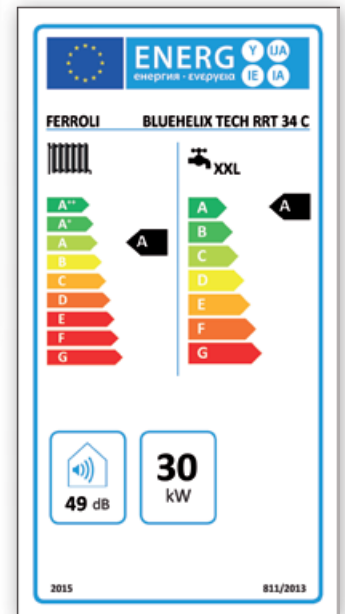 ENERG Y UA
енергия · ενεργεια IE IA
FERROLI BLUEHELIX TECH RRT 34 C
XXL
A++
A+
A
B
C
D
E
F
G
A
A
B
C
D
E
F
G
A
49 dB
30
kW
2015 811/2013